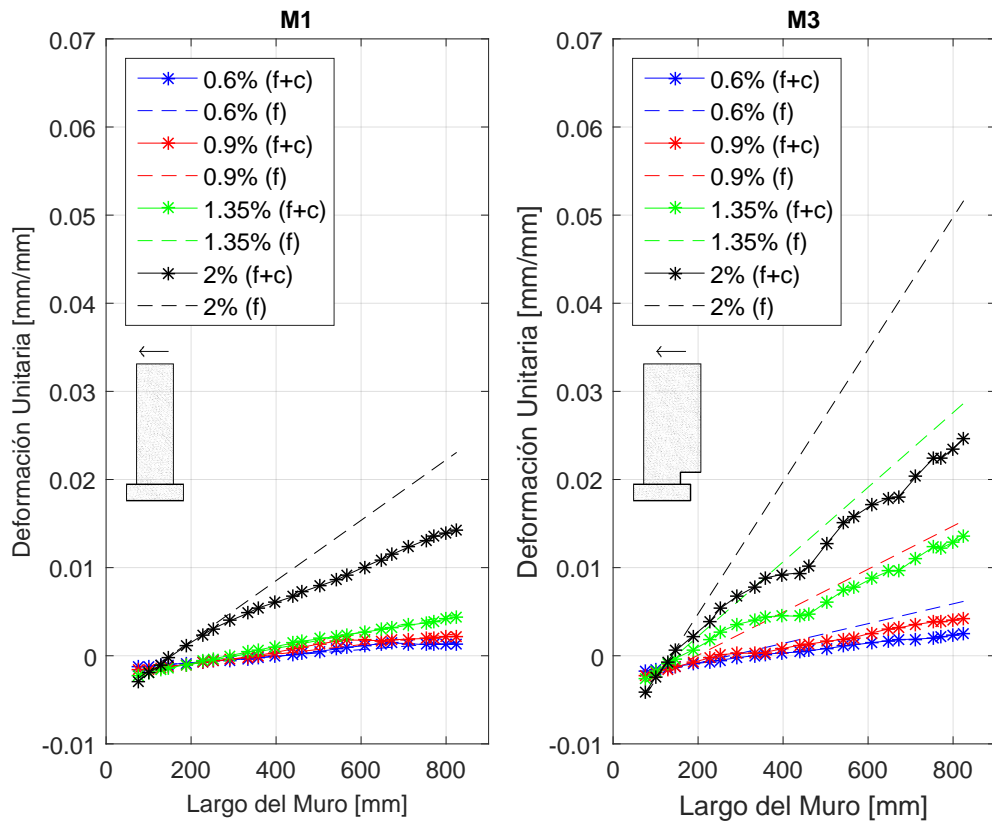 M1
0.07
0.06
0.05
0.04
0.03
0.02
0.01
0
-0.01
0 200 400 600 800
Largo del Muro [mm]
Deformación Unitaria [mm/mm]
0.6% (f+c)
0.6% (f)
0.9% (f+c)
0.9% (f)
1.35% (f+c)
1.35% (f)
2% (f+c)
2% (f)
M3
0.07
0.06
0.05
0.04
0.03
0.02
0.01
0
-0.01
0 200 400 600 800
Largo del Muro [mm]
Deformación Unitaria [mm/mm]
0.6% (f+c)
0.6% (f)
0.9% (f+c)
0.9% (f)
1.35% (f+c)
1.35% (f)
2% (f+c)
2% (f)